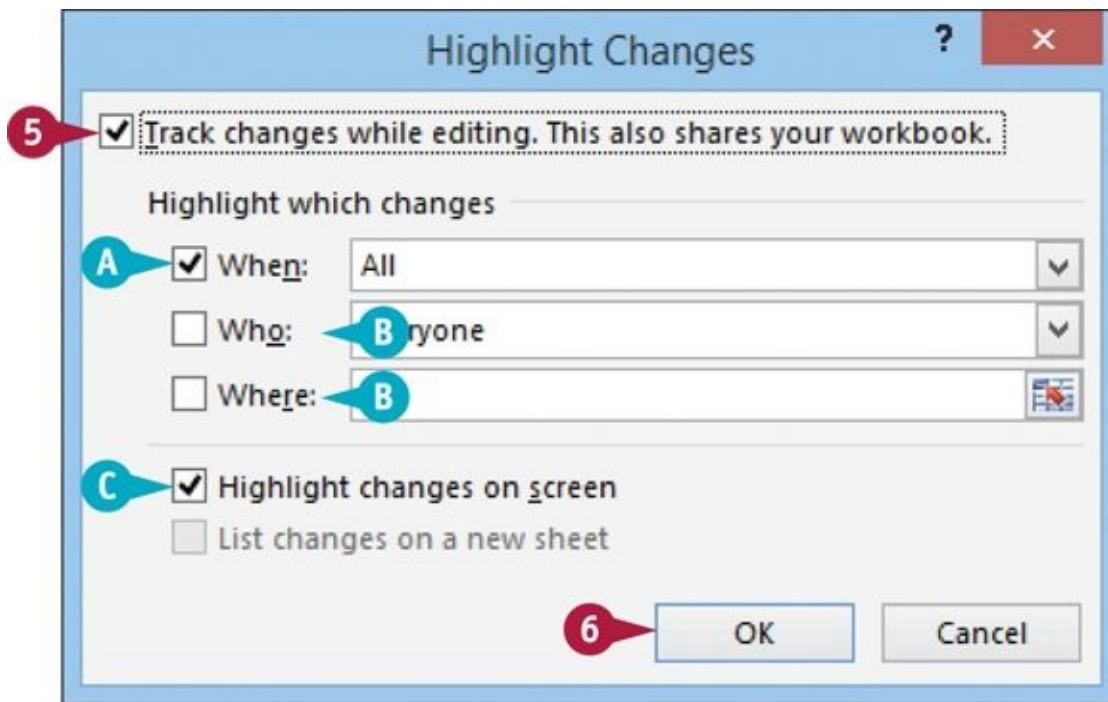 Highlight Changes ? ×
5 Track changes while editing. This also shares your workbook.
Highlight which changes
A When: All
Who: B ryone
Where: B
C Highlight changes on screen
List changes on a new sheet
6 OK Cancel